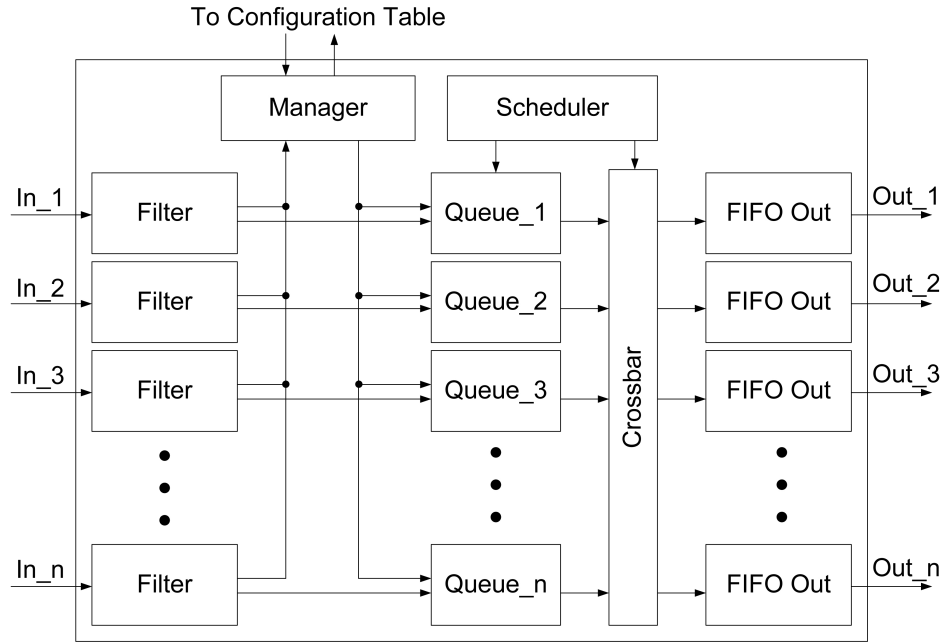 To Configuration Table
Manager
Scheduler
In_1
Filter
Queue_1
FIFO Out
Out_1
In_2
Filter
Queue_2
FIFO Out
Out_2
In_3
Filter
Queue_3
FIFO Out
Out_3
Crossbar
In_n
Filter
Queue_n
FIFO Out
Out_n